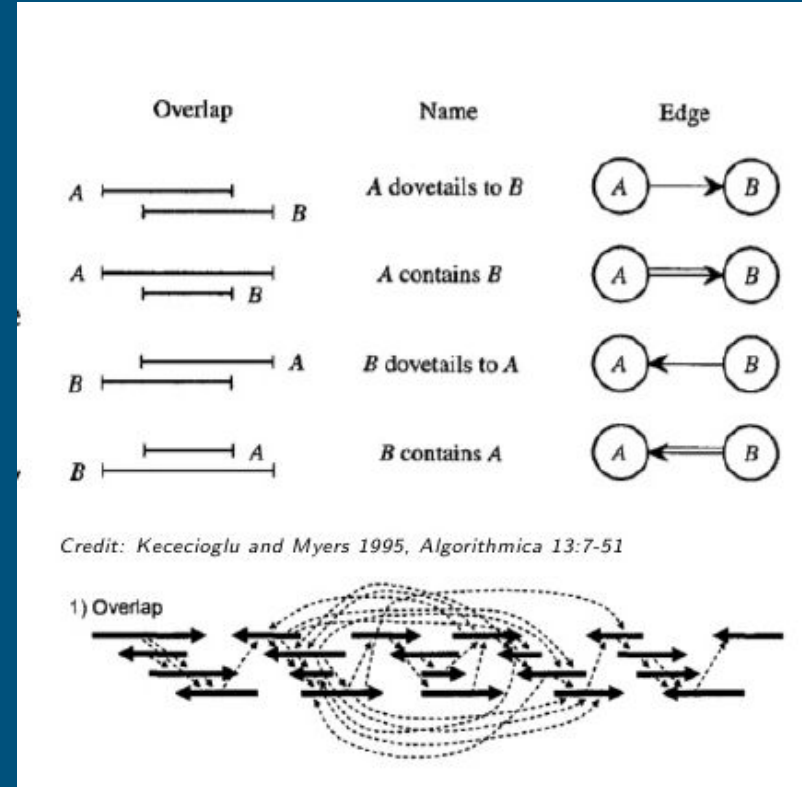 Overlap Name Edge
A
B
A dovetails to B
A B
A
B
A contains B
A B
A
B
B dovetails to A
A B
A
B
B contains A
A B
Credit: Kececioglu and Myers 1995, Algorithmica 13:7-51
1) Overlap